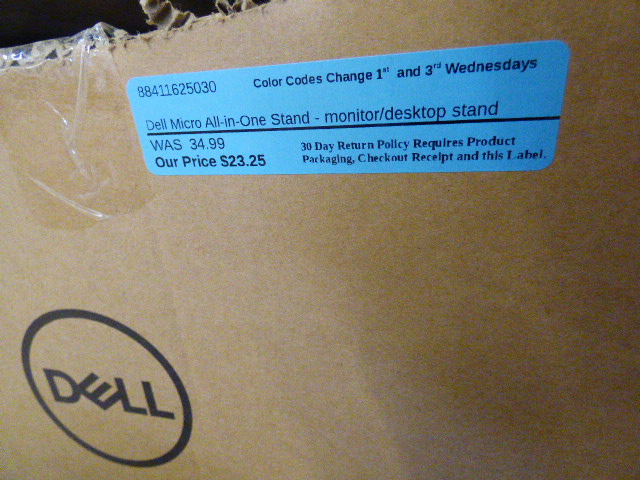 88411625030 Color Codes Change 1st and 3rd Wednesdays
Dell Micro All-in-One Stand - monitor/desktop stand
WAS 34.99
Our Price $23.25
30 Day Return Policy Requires Product
Packaging, Checkout Receipt and this Label.
DELL